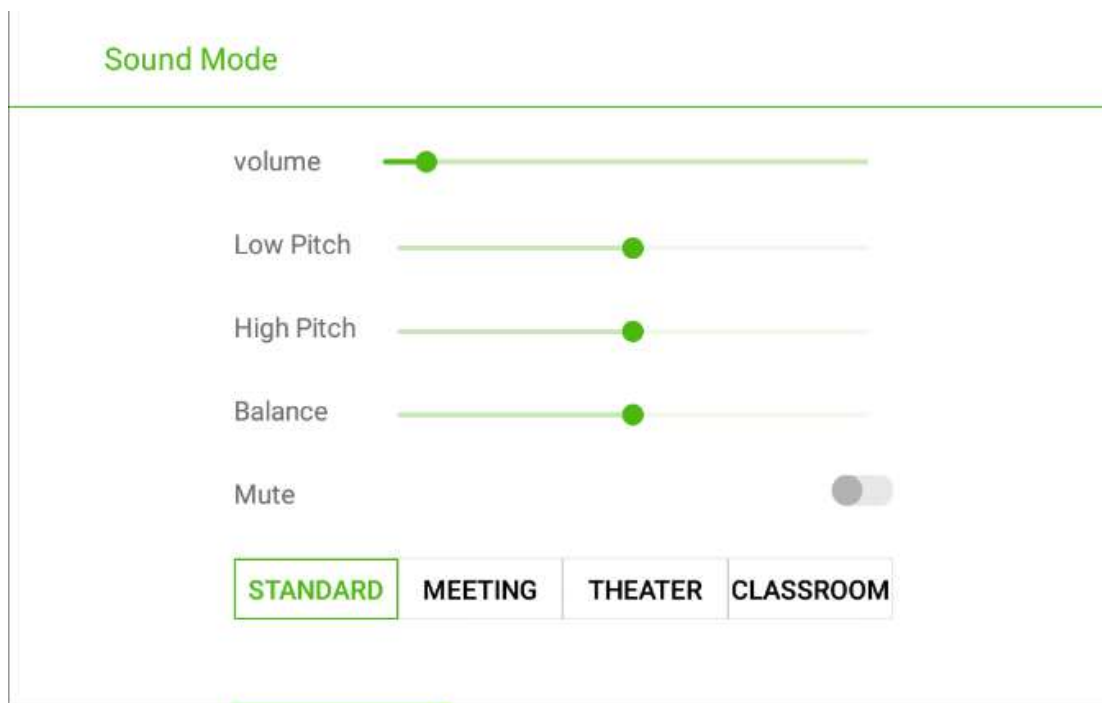 Sound Mode
volume
Low Pitch
High Pitch
Balance
Mute
STANDARD MEETING THEATER CLASSROOM